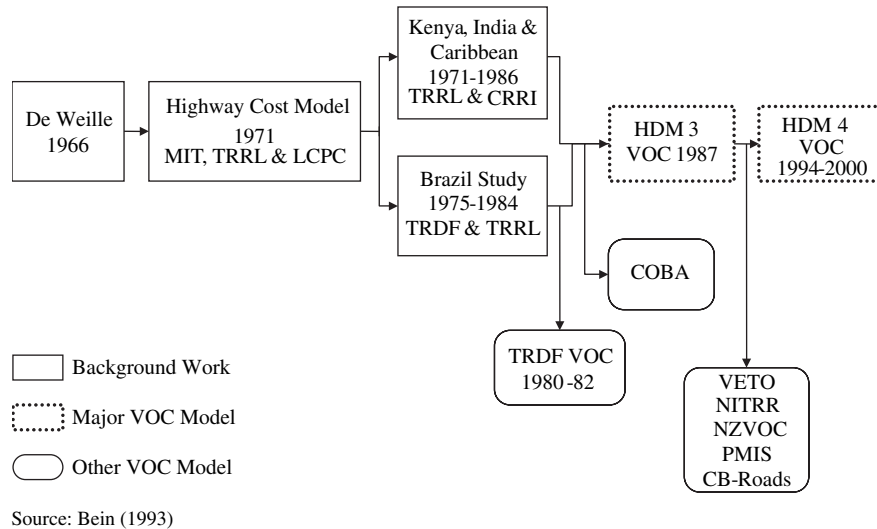 De Weille
1966
Highway Cost Model
1971
MIT, TRRL & LCPC
Kenya, India &
Caribbean
1971-1986
TRRL & CRRI
Brazil Study
1975-1984
TRDF & TRRL
HDM 3
VOC 1987
HDM 4
VOC
1994-2000
COBA
TRDF VOC
1980-82
VETO
NITRR
NZVOC
PMIS
CB-Roads
Background Work
Major VOC Model
Other VOC Model
Source: Bein (1993)